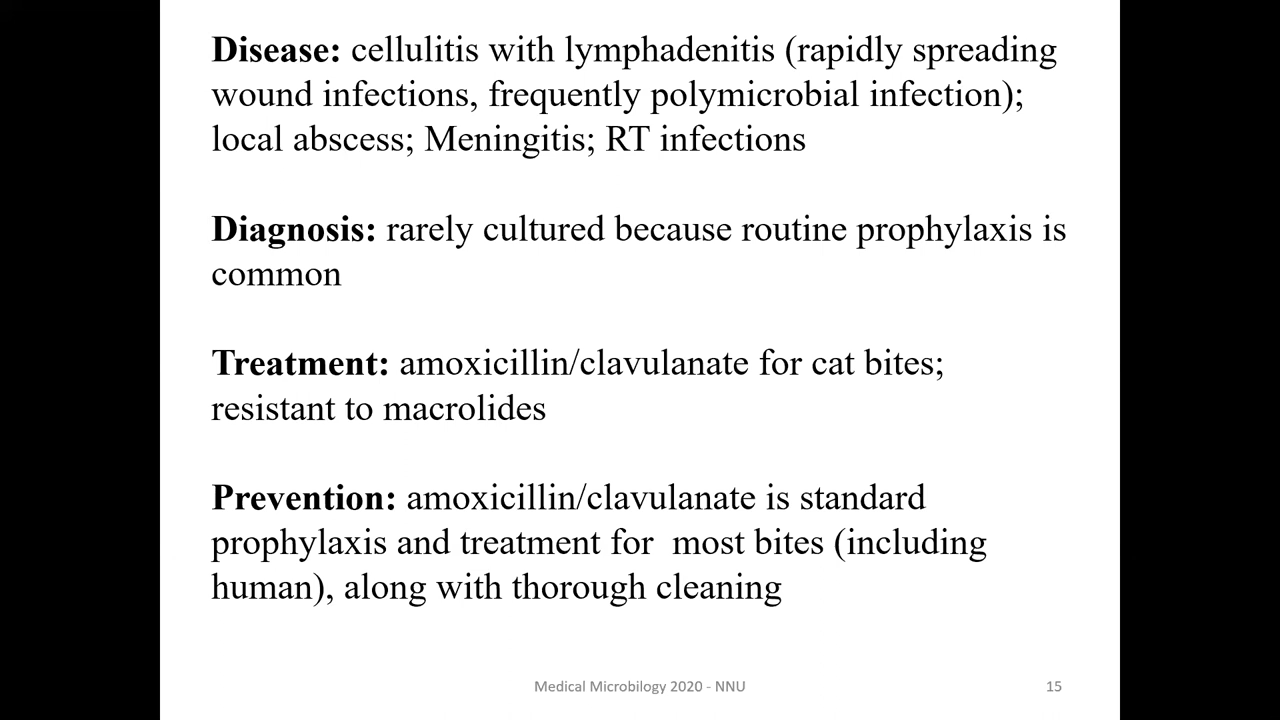 Disease: cellulitis with lymphadenitis (rapidly spreading
wound infections, frequently polymicrobial infection);
local abscess; Meningitis; RT infections
Diagnosis: rarely cultured because routine prophylaxis is
common
Treatment: amoxicillin/clavulanate for cat bites;
resistant to macrolides
Prevention: amoxicillin/clavulanate is standard
prophylaxis and treatment for  most bites (including
human), along with thorough cleaning
Medical Microbilogy 2020 - NNU
15